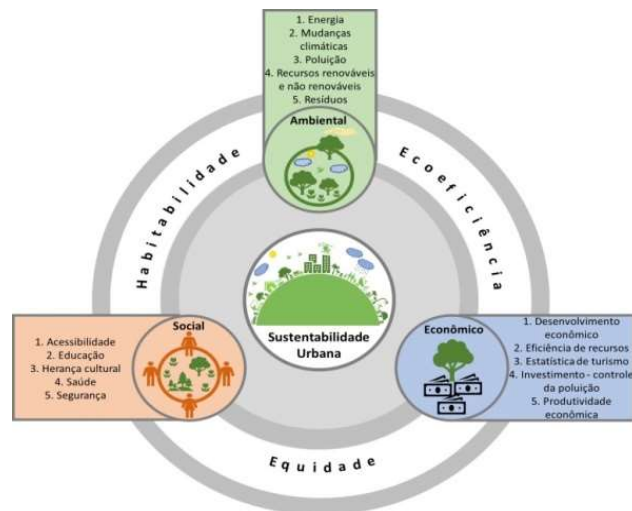 1. Energia
2. Mudanças
climáticas
3. Poluição
4. Recursos renováveis
e não renováveis
5. Resíduos
Ambiental
Habitabilidade
Ecoeficiência
Sustentabilidade
Urbana
Social
1. Acessibilidade
2. Educação
3. Herança cultural
4. Saúde
5. Segurança
Econômico
1. Desenvolvimento
econômico
2. Eficiência de recursos
3. Estatística de turismo
4. Investimento - controle
da poluição
5. Produtividade
econômica
Equidade